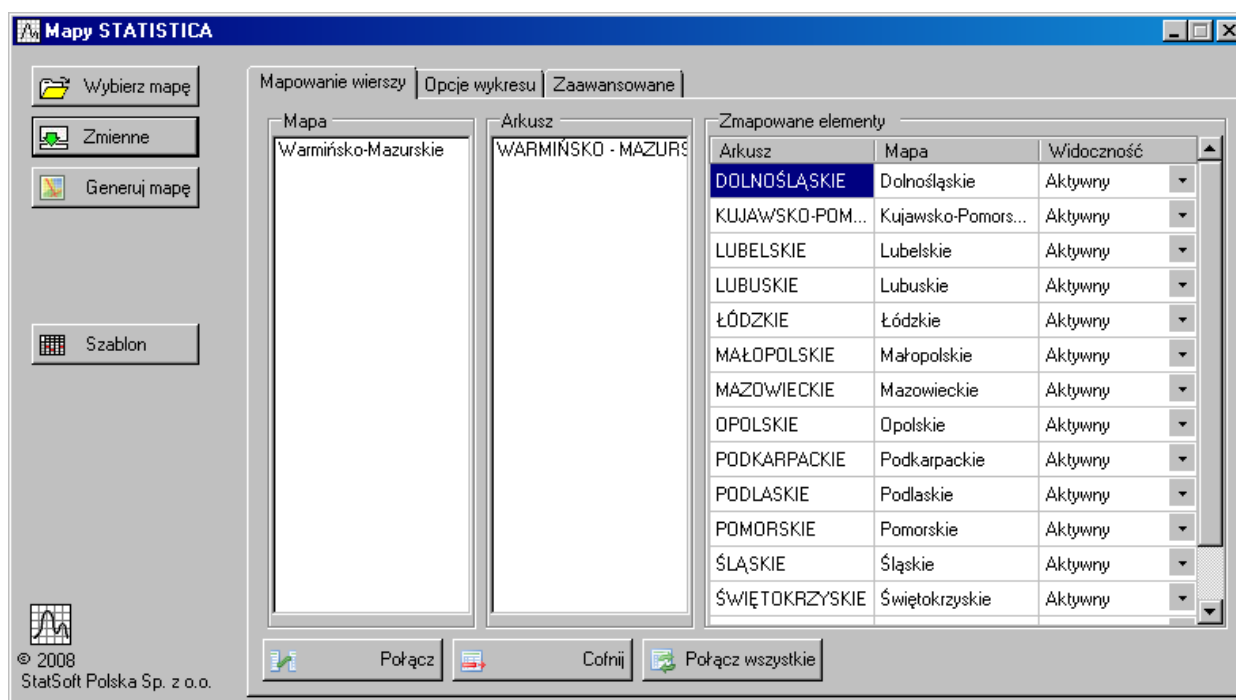 Mapy STATISTICA
Wybierz mapę
Zmienne
Generuj mapę
Szablon
© 2008
StatSoft Polska Sp. z o.o.
Mapowanie wierszy Opcje wykresu Zaawansowane
Mapa
Warmińsko-Mazurskie
Arkusz
WARMIŃSKO - MAZURS
Zmapowane elementy
Arkusz Mapa Widoczność
DOLNOŚLĄSKIE Dolnośląskie Aktywny
KUJAWSKO-POM... Kujawsko-Pomors... Aktywny
LUBELSKIE Lubelskie Aktywny
LUBUSKIE Lubuskie Aktywny
ŁÓDZKIE Łódzkie Aktywny
MAŁOPOLSKIE Małopolskie Aktywny
MAZOWIECKIE Mazowieckie Aktywny
OPOLSKIE Opolskie Aktywny
PODKARPACKIE Podkarpackie Aktywny
PODLASKIE Podlaskie Aktywny
POMORSKIE Pomorskie Aktywny
ŚLĄSKIE Śląskie Aktywny
ŚWIĘTOKRZYSKIE Świętokrzyskie Aktywny
Połącz Cofnij Połącz wszystkie